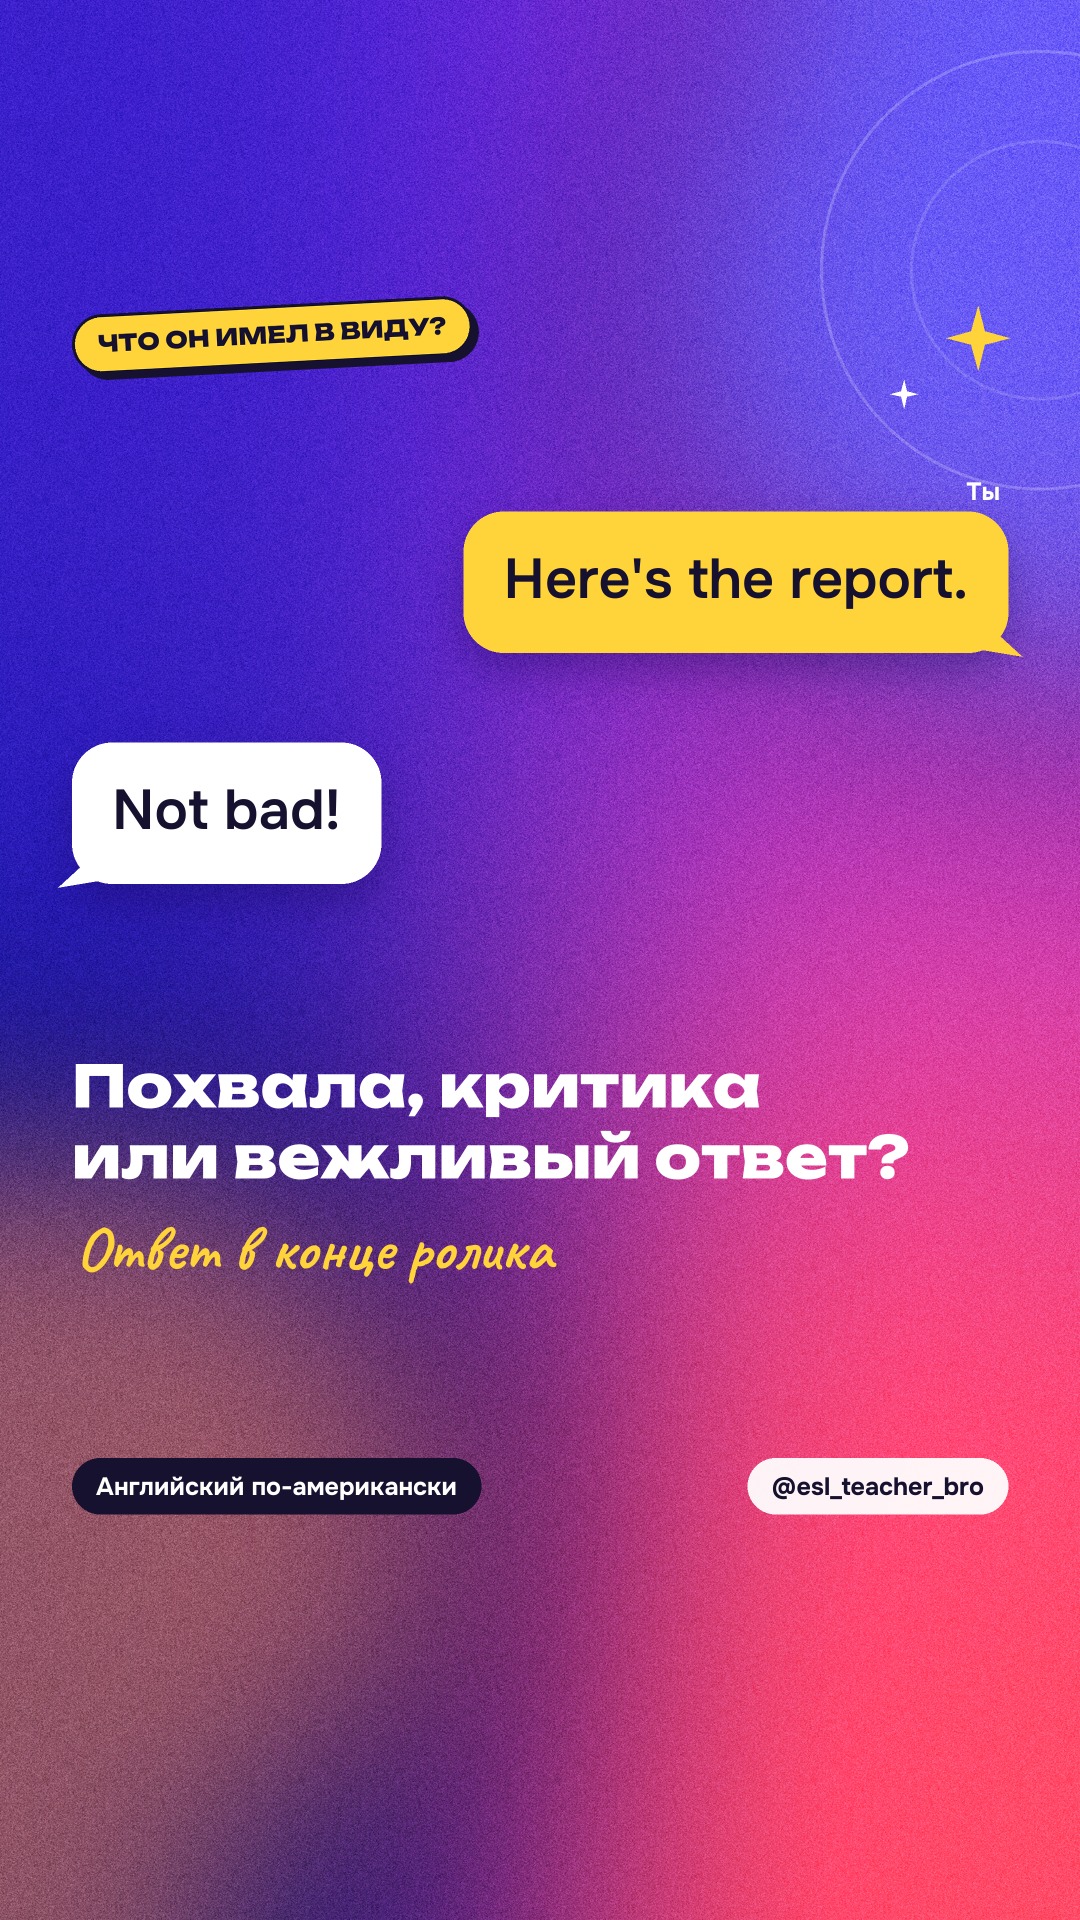 ЧТО ОН ИМЕЛ В ВИДУ?
Ты
Here's the report.
Not bad!
Похвала, критика
или вежливый ответ?
Ответ в конце ролика
Английский по-американски
@esl_teacher_bro